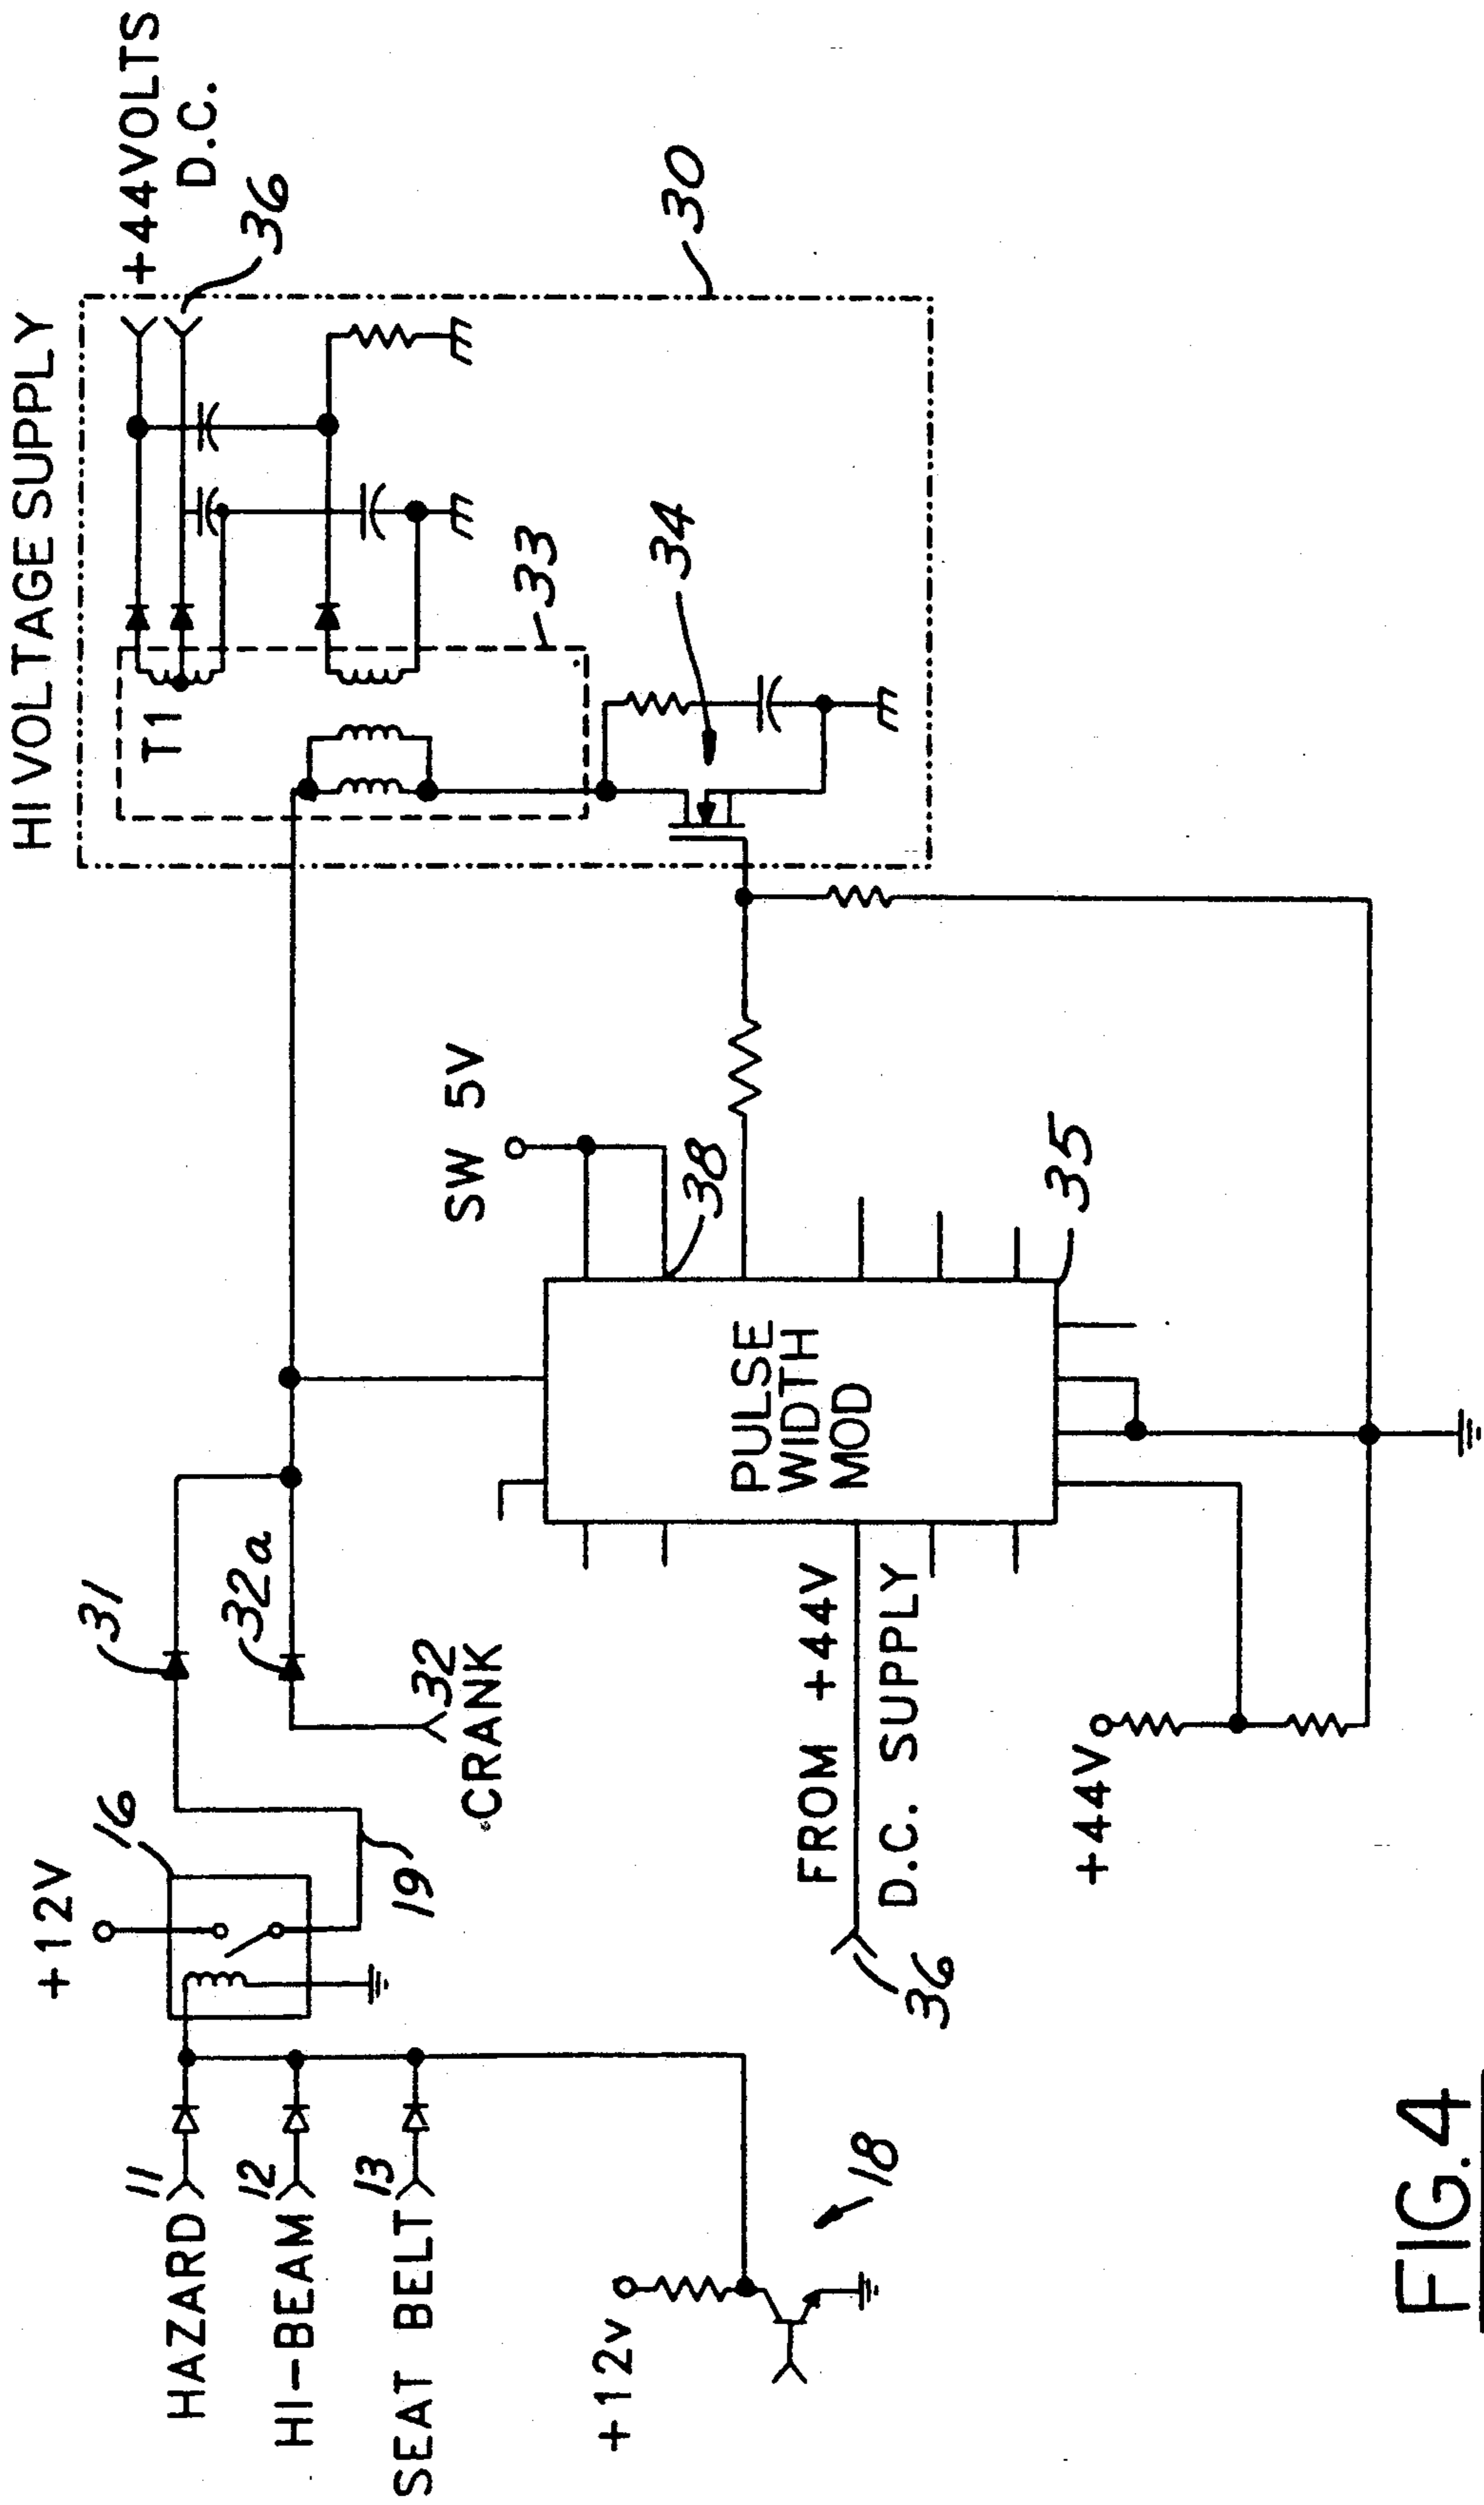 HI VOLTAGE SUPPLY
+44VOLTS
D.C.
36
T1
33
34
30
+12V
16
31
32a
19
32
CRANK
SW 5V
38
HAZARD
11
HI-BEAM
12
SEAT BELT
13
PULSE
WIDTH
MOD
35
FROM +44V
D.C. SUPPLY
36
+12V
18
+44V
FIG. 4